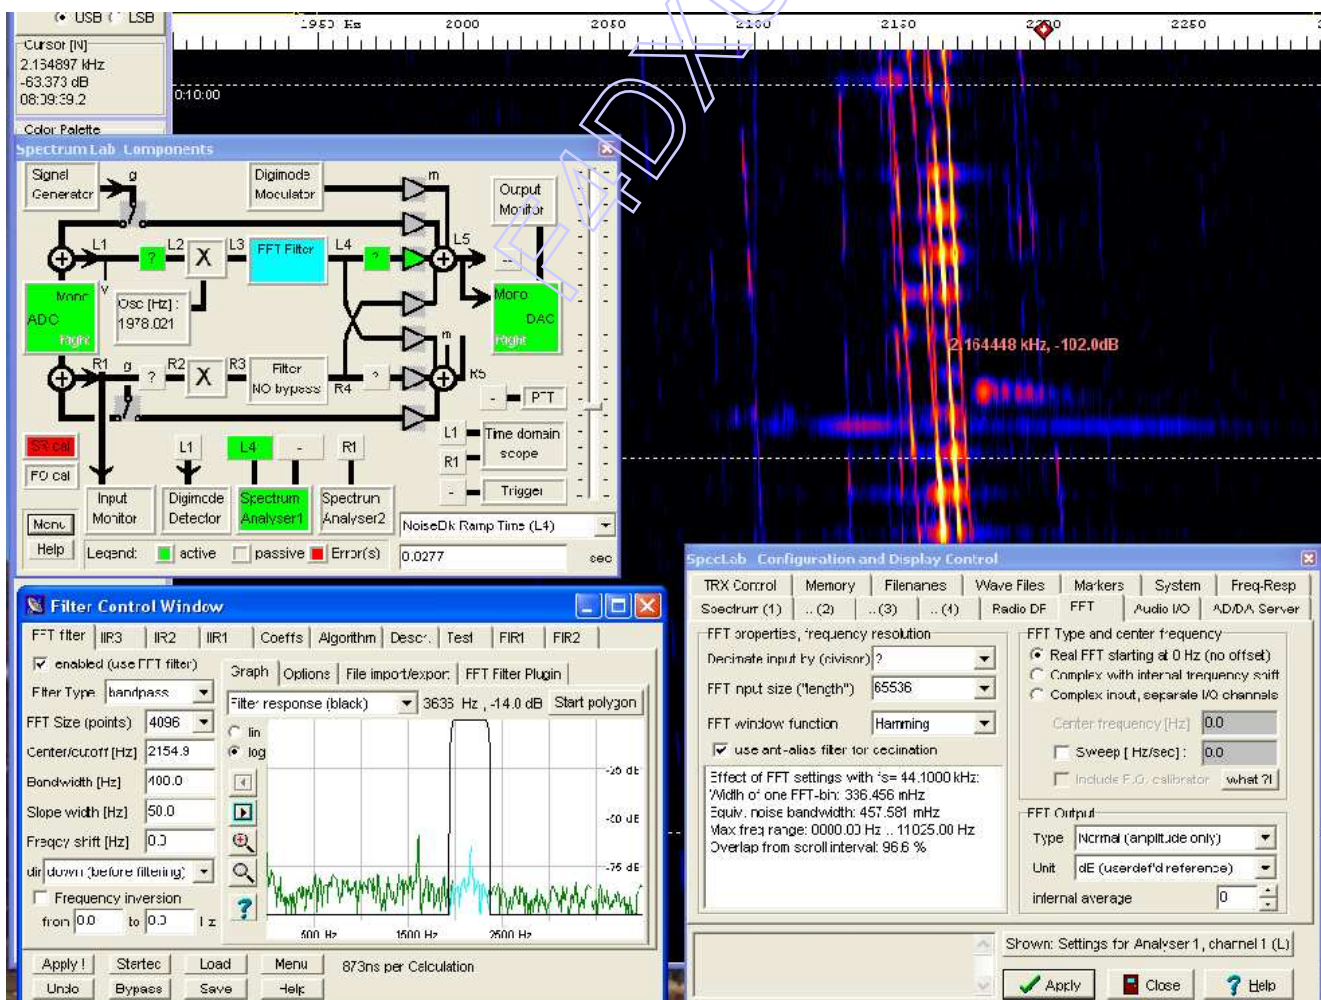 USB LSB
1950 Hz 2000 2050 2100 2150 2200 2250
Cursor [N]
2.164897 kHz
-63.373 dB
08:09:39.2
0:10:00
Color Palette
F4DX
Spectrum Lab Components
Signal
Generator
g
Digimode
Modulator
m
Output
Monitor
L1 L2 L3 L4 L5
? X FFT Filter ? --
Mono
ADC
Right
Osc [Hz] :
1978.021
Mono
DAC
Right
m
R1 g R2 R3 R4 R5
? X Filter
NO bypass
?
- PTT
SR cal
FO cal
L1 L4 - R1
L1 Time domain
R1 scope
- Trigger
Input
Monitor
Digimode
Detector
Spectrum
Analyser1
Spectrum
Analyser2
Menu
Help
NoiseBk Ramp Time (L4)
Legend: active passive Error(s)
0.0277 sec
2.164448 kHz, -102.0dB
Filter Control Window
FFT filter IIR3 IIR2 IIR1 Coeffs Algorithm Descr. Test FIR1 FIR2
enabled (use FFT filter)
Filter Type bandpass
FFT Size (points) 4096
Center/cutoff [Hz] 2154.9
Bandwidth [Hz] 400.0
Slope width [Hz] 50.0
Freqcy shift [Hz] 0.0
dir down (before filtering)
Frequency inversion
from 0.0 to 0.0 Hz
Graph Options File import/export FFT Filter Plugin
Filter response (black) 3636 Hz , -14.0 dB Start polygon
lin
log
-25 dB
-50 dB
-75 dB
500 Hz 1500 Hz 2500 Hz
Apply ! Started Load Menu 873ns per Calculation
Undo Bypass Save Help
SpecLab Configuration and Display Control
TRX Control Memory Filenames Wave Files Markers System Freq-Resp
Spectrum (1) .. (2) ..(3) .. (4) Radio DF FFT Audio I/O AD/DA Server
FFT properties, frequency resolution
Decimate input by (divisor) 2
FFT input size ("length") 65536
FFT window function Hamming
use anti-alias filter for decimation
Effect of FFT settings with fs= 44.1000 kHz:
Width of one FFT-bin: 336.456 mHz
Equiv. noise bandwidth: 457.581 mHz
Max freq range: 0000.00 Hz .. 11025.00 Hz
Overlap from scroll interval: 96.6 %
FFT Type and center frequency
Real FFT starting at 0 Hz (no offset)
Complex with internal frequency shift
Complex input, separate I/Q channels
Center frequency [Hz] 0.0
Sweep [ Hz/sec] : 0.0
Include F.O. calibrator what ?!
FFT Output
Type Normal (amplitude only)
Unit dB (userdef'd reference)
internal average 0
Shown: Settings for Analyser 1, channel 1 (L)
Apply Close Help